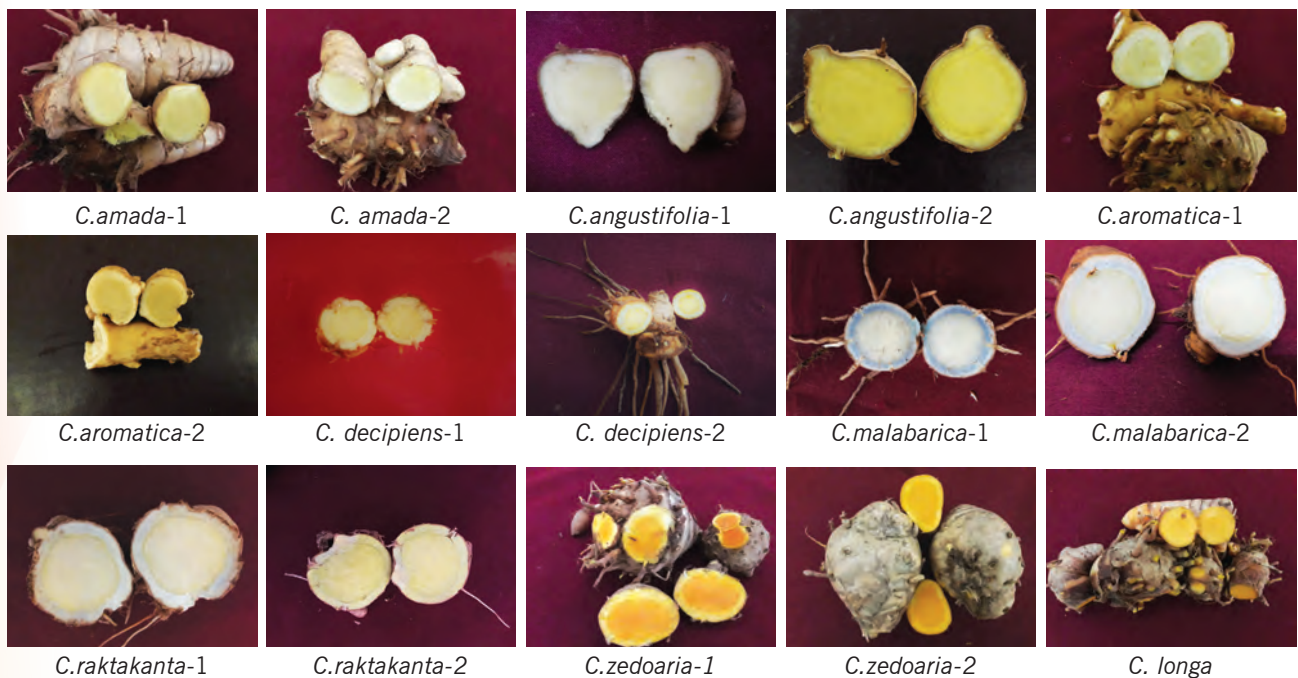 C.amada-1
C. amada-2
C.angustifolia-1
C.angustifolia-2
C.aromatica-1
C.aromatica-2
C. decipiens-1
C. decipiens-2
C.malabarica-1
C.malabarica-2
C.raktakanta-1
C.raktakanta-2
C.zedoaria-1
C.zedoaria-2
C. longa